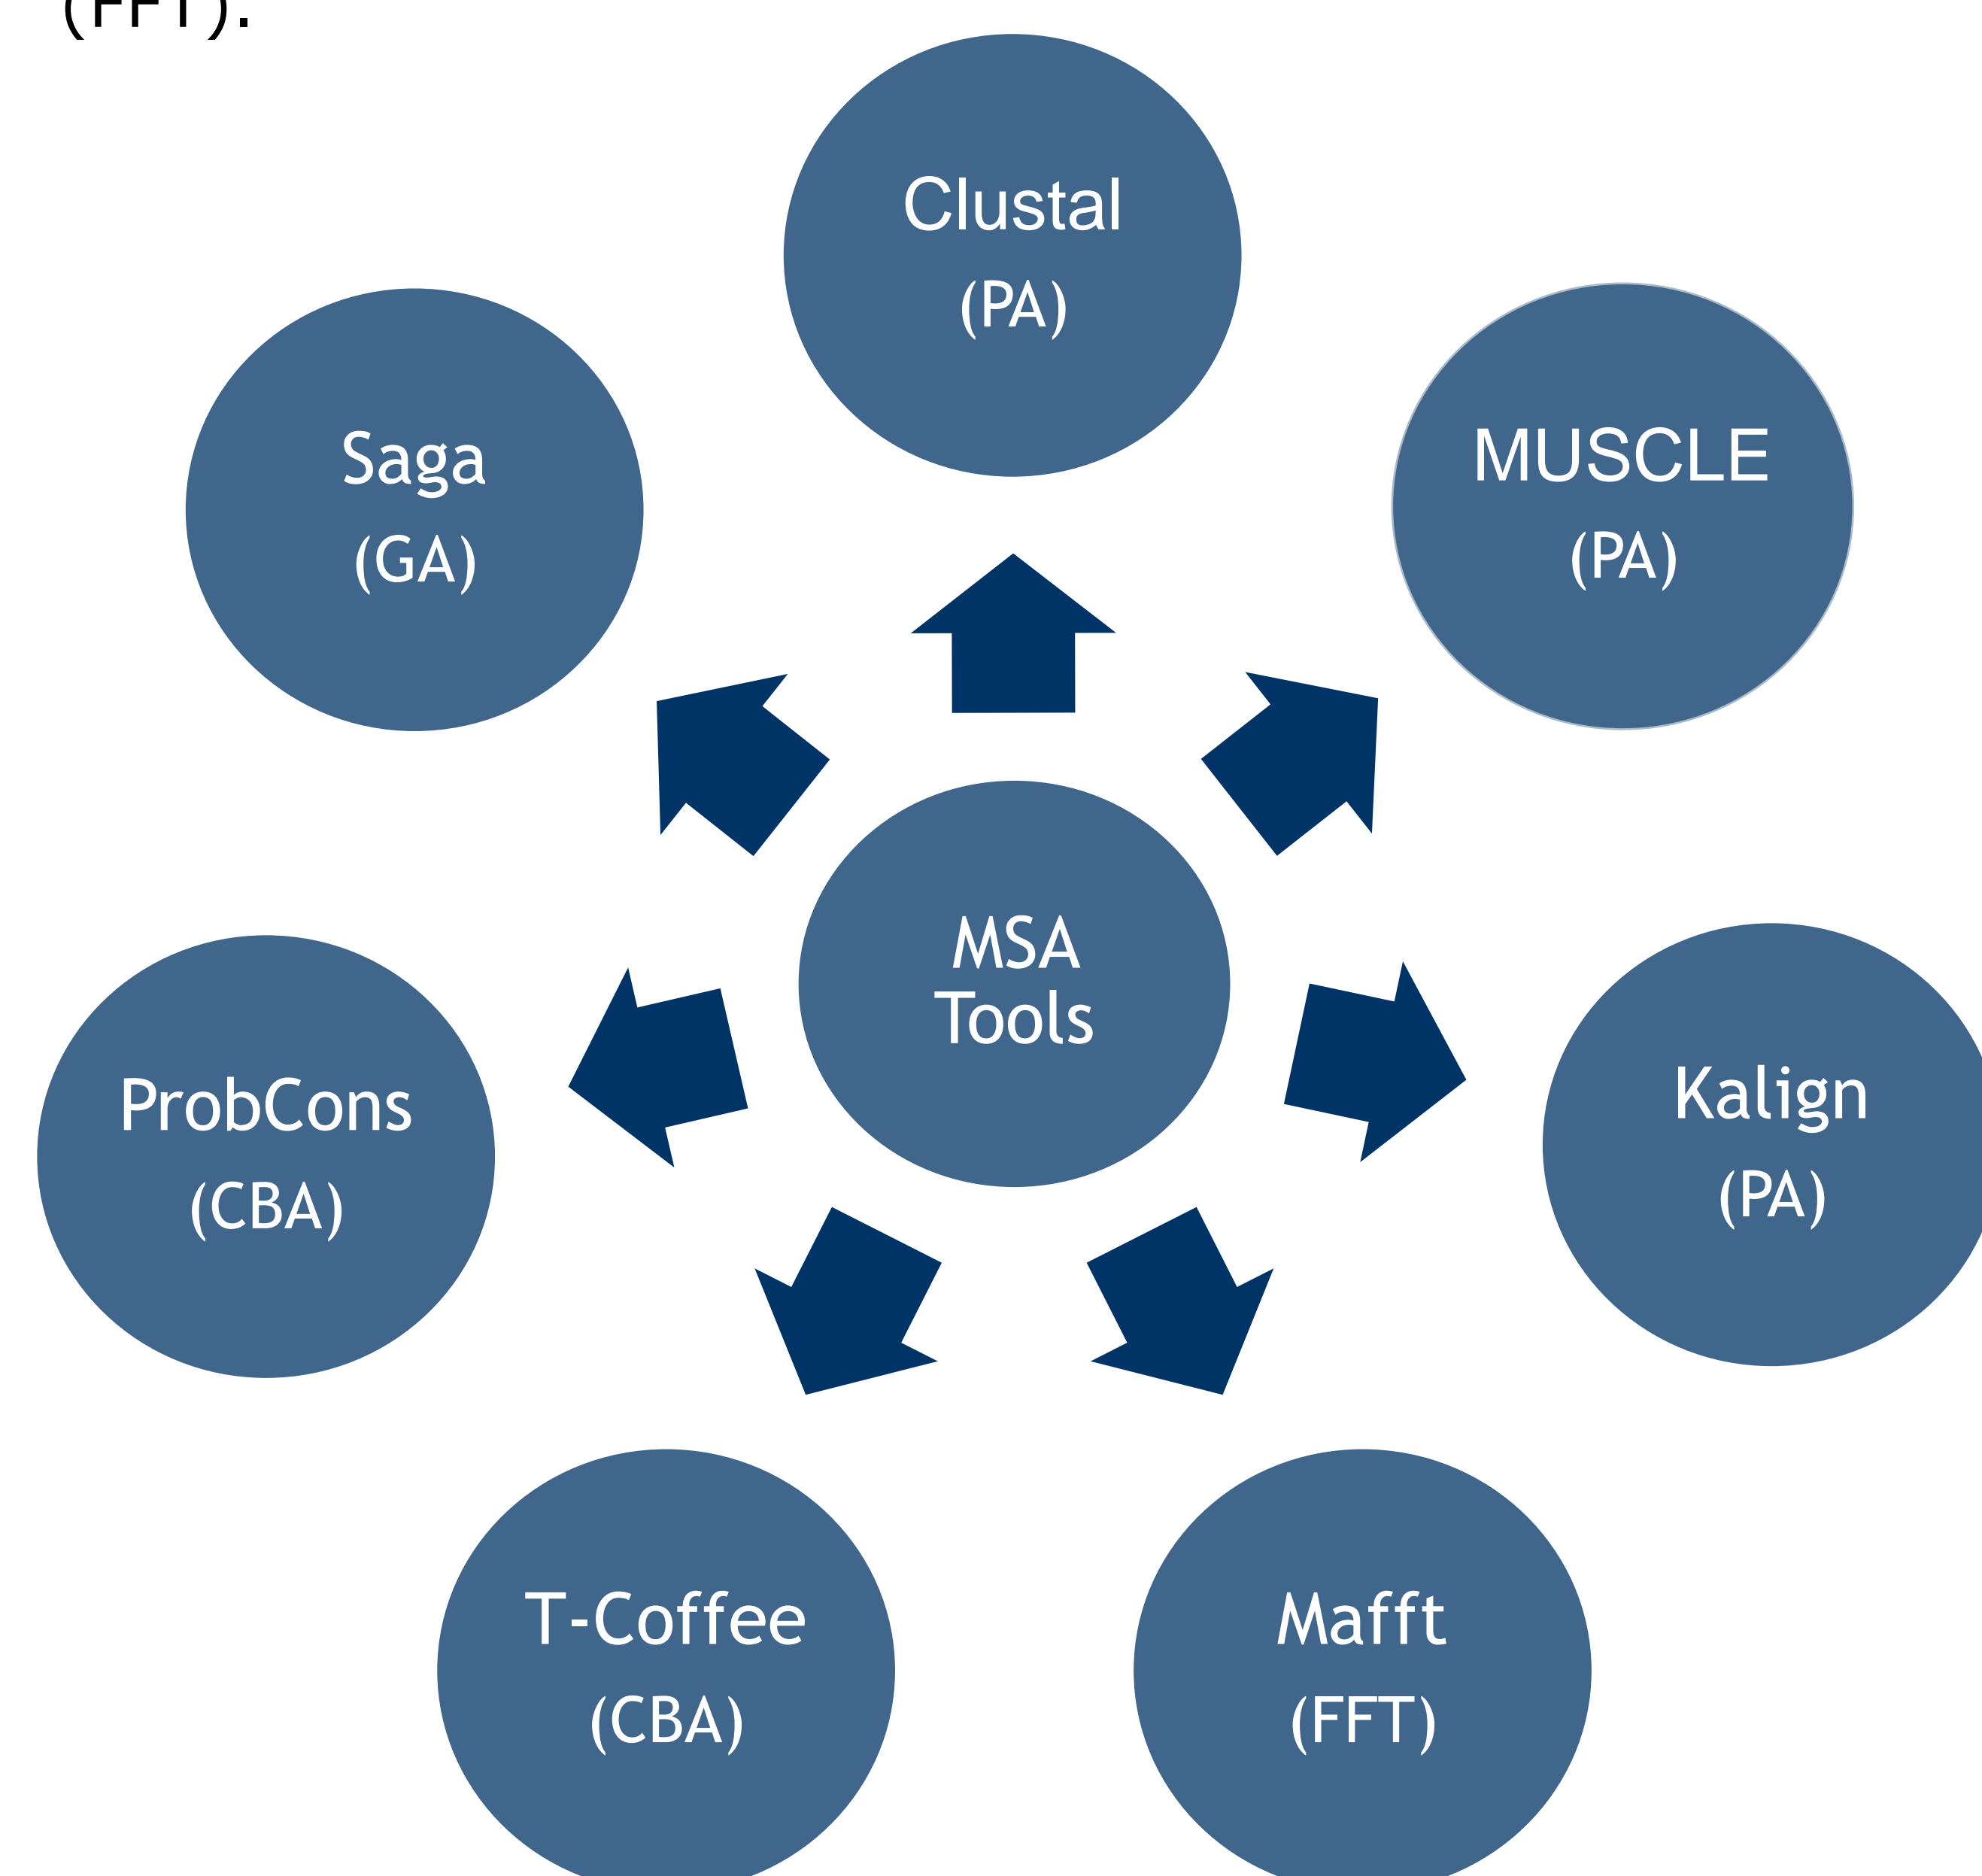 (FFT).
Clustal
(PA)
MUSCLE
(PA)
Saga
(GA)
MSA
Tools
Kalign
(PA)
ProbCons
(CBA)
T-Coffee
(CBA)
Mafft
(FFT)